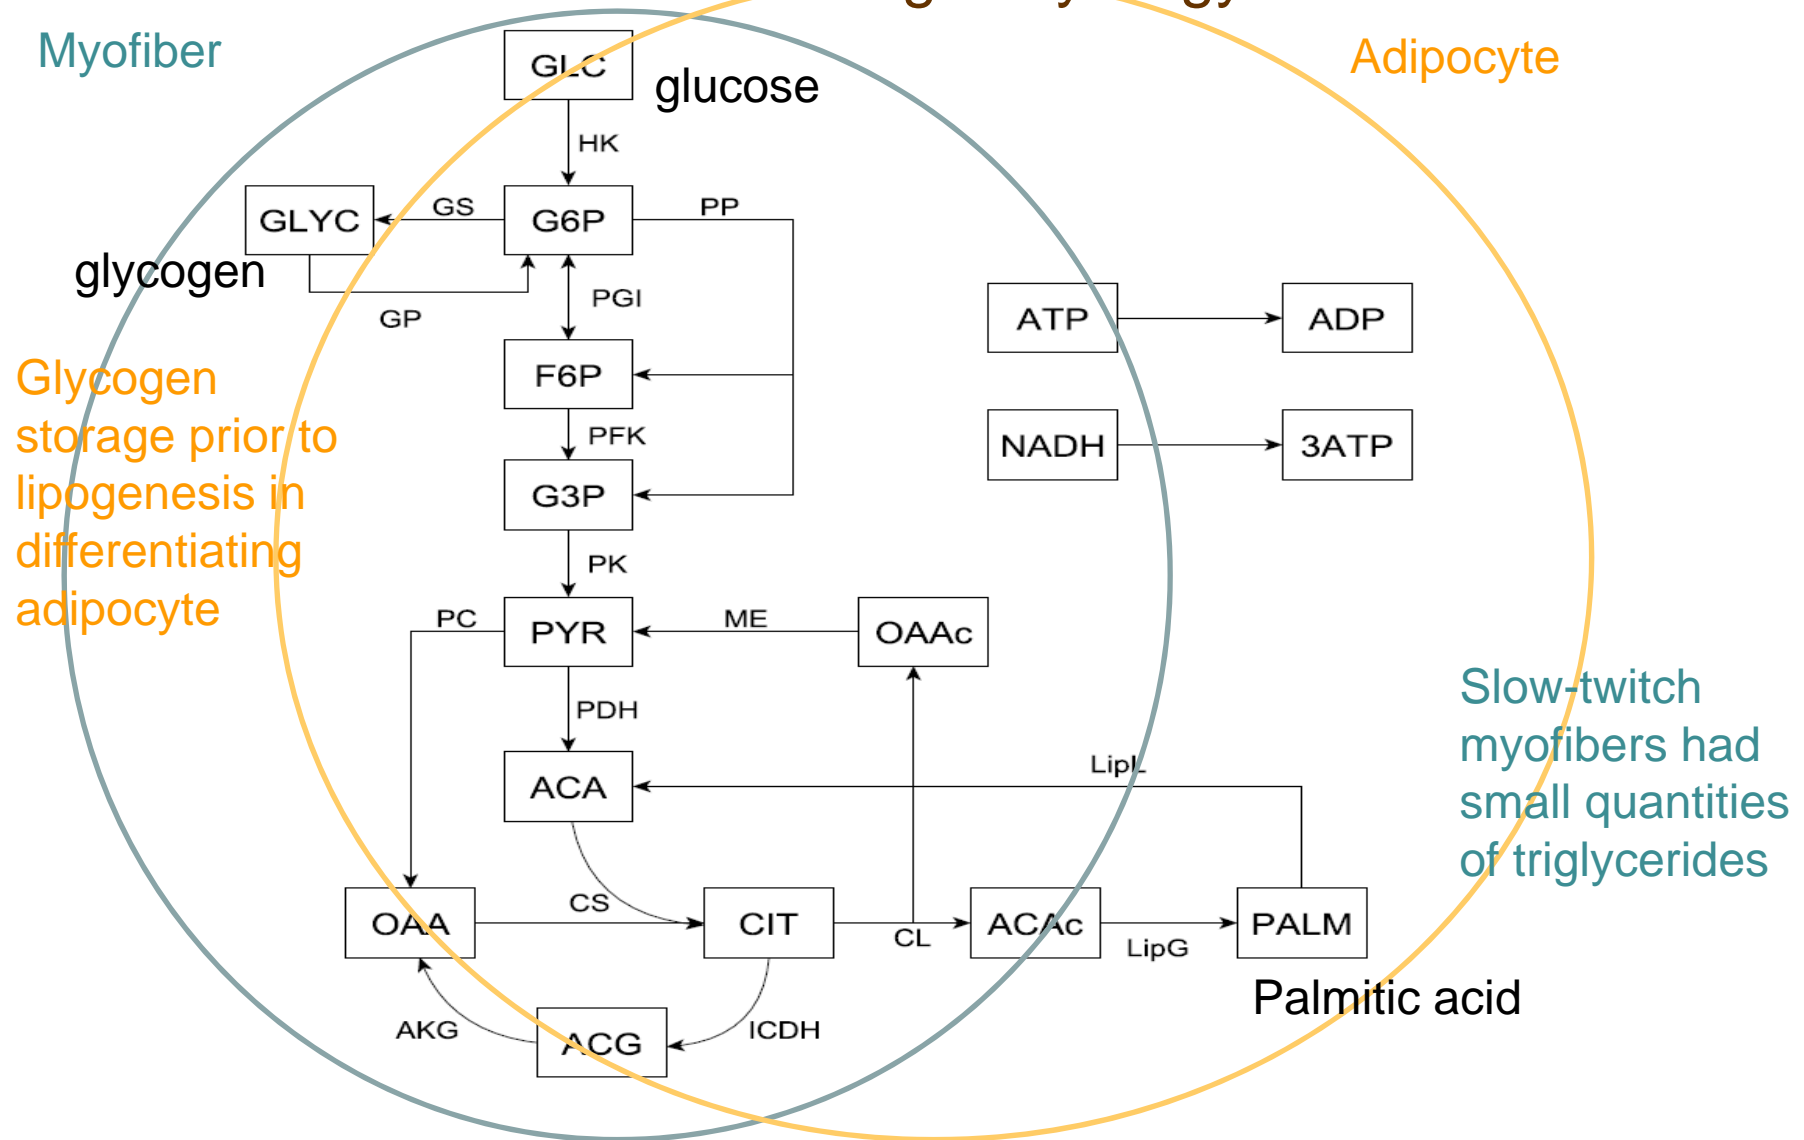 Myofiber
Adipocyte
GLC
glucose
HK
GLYC
GS
G6P
PP
glycogen
GP
PGI
ATP
ADP
F6P
Glycogen
storage prior to
lipogenesis in
differentiating
adipocyte
PFK
NADH
3ATP
G3P
PK
PC
PYR
ME
OAAc
PDH
Slow-twitch
myofibers had
small quantities
of triglycerides
ACA
LipL
OAA
CS
CIT
CL
ACAc
LipG
PALM
Palmitic acid
AKG
ACG
ICDH